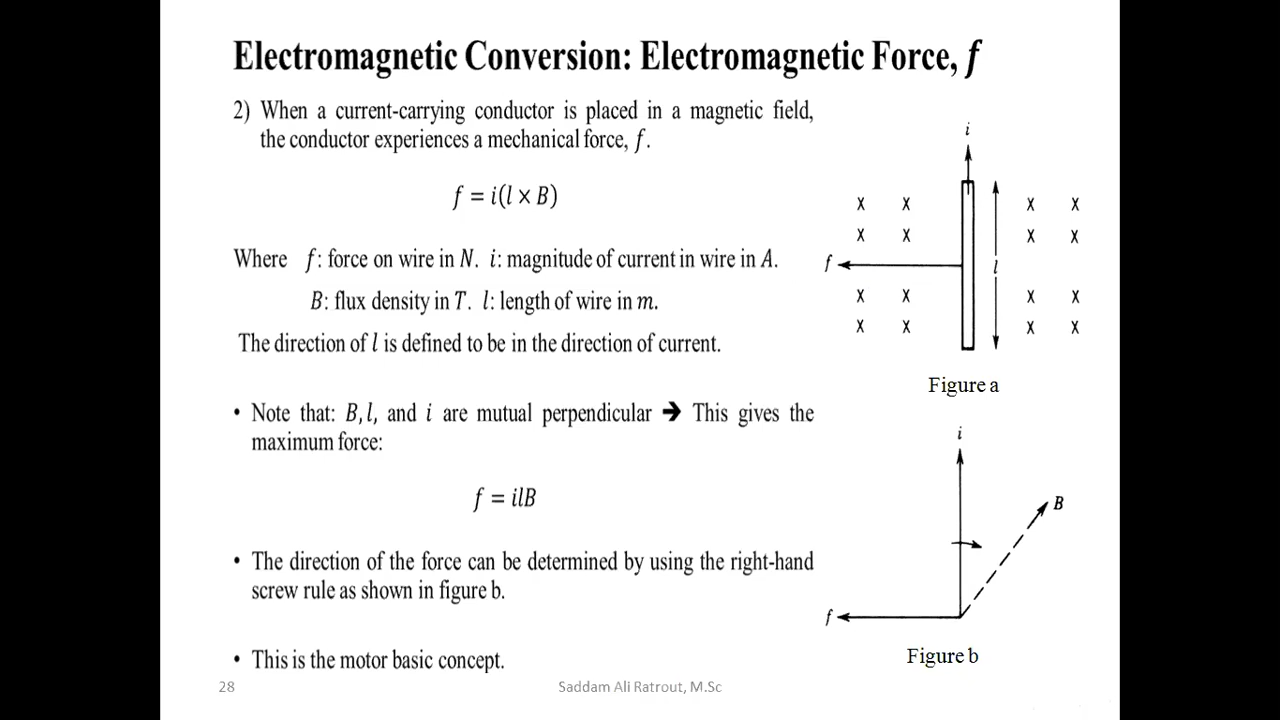 Electromagnetic Conversion: Electromagnetic Force, f
2) When a current-carrying conductor is placed in a magnetic field,
the conductor experiences a mechanical force, f.
f = i(l × B)
Where f: force on wire in N. i: magnitude of current in wire in A.
B: flux density in T. l: length of wire in m.
The direction of l is defined to be in the direction of current.
• Note that: B, l, and i are mutual perpendicular ➔ This gives the
maximum force:
f = ilB
• The direction of the force can be determined by using the right-hand
screw rule as shown in figure b.
• This is the motor basic concept.
i
x x x x
x x x x
f l
x x x x
x x x x
Figure a
i
B
f
Figure b
28
Saddam Ali Ratrout, M.Sc